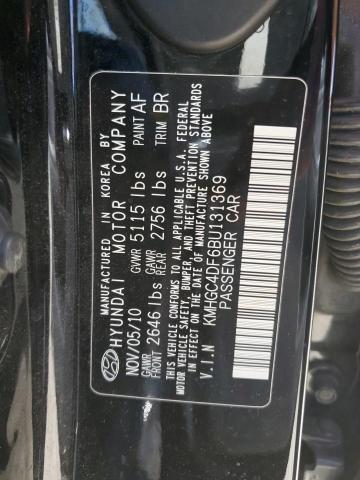 MANUFACTURED IN KOREA BY
HYUNDAI MOTOR COMPANY
NOV/05/10 GVWR 5115 lbs PAINT AF
GAWR FRONT 2646 lbs GAWR REAR 2756 lbs TRIM BR
THIS VEHICLE CONFORMS TO ALL APPLICABLE U.S.A. FEDERAL
MOTOR VEHICLE SAFETY, BUMPER, AND THEFT PREVENTION STANDARDS
IN EFFECT ON THE DATE OF MANUFACTURE SHOWN ABOVE
V.I.N KMHGC4DF6BU131369
PASSENGER CAR